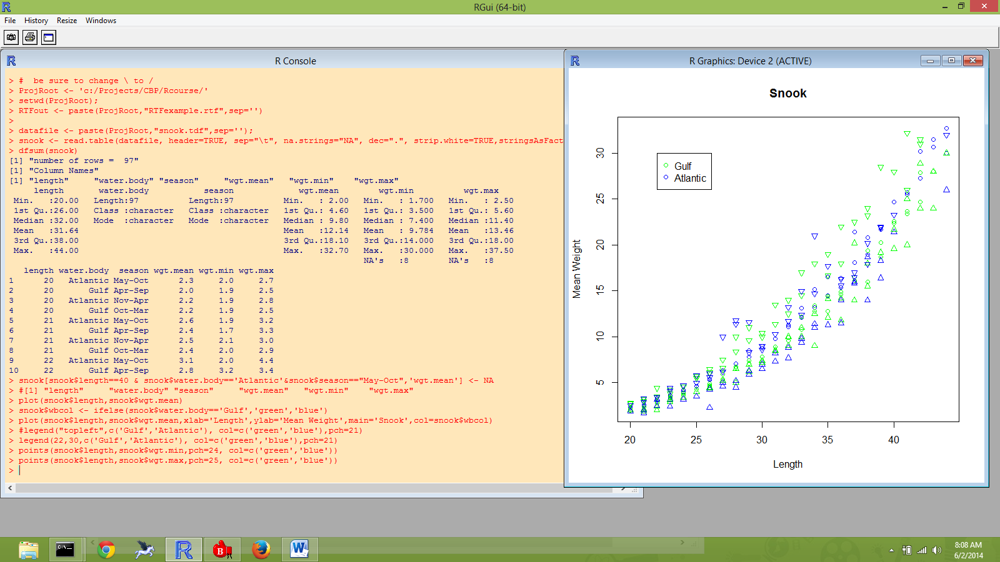 RGui (64-bit)
File History Resize Windows
R Console
> #  be sure to change \ to /
> ProjRoot <- 'c:/Projects/CBP/Rcourse/'
> setwd(ProjRoot);
> RTFout <- paste(ProjRoot,"RTFexample.rtf",sep='')
>
> datafile <- paste(ProjRoot,"snook.tdf",sep='');
> snook <- read.table(datafile, header=TRUE, sep="\t", na.strings="NA", dec=".", strip.white=TRUE,stringsAsFact
> dfsum(snook)
[1] "number of rows =  97"
[1] "Column Names"
[1] "length"     "water.body" "season"     "wgt.mean"   "wgt.min"    "wgt.max"
length water.body season wgt.mean wgt.min wgt.max
Min.   :20.00   Length:97   Length:97   Min.   : 2.00   Min.   : 1.700   Min.   : 2.50
1st Qu.:26.00   Class :character   Class :character   1st Qu.: 4.60   1st Qu.: 3.500   1st Qu.: 5.60
Median :32.00   Mode  :character   Mode  :character   Median : 9.80   Median : 7.400   Median :11.40
Mean   :31.64   Mean   :12.14   Mean   : 9.784   Mean   :13.46
3rd Qu.:38.00   3rd Qu.:18.10   3rd Qu.:14.000   3rd Qu.:18.00
Max.   :44.00   Max.   :32.70   Max.   :30.000   Max.   :37.50
NA's   :8   NA's   :8
length water.body season wgt.mean wgt.min wgt.max
1 20 Atlantic May-Oct 2.3 2.0 2.7
2 20 Gulf Apr-Sep 2.0 1.9 2.5
3 20 Atlantic Nov-Apr 2.2 1.9 2.8
4 20 Gulf Oct-Mar 2.2 1.9 2.5
5 21 Atlantic May-Oct 2.6 1.9 3.2
6 21 Gulf Apr-Sep 2.4 1.7 3.3
7 21 Atlantic Nov-Apr 2.5 2.1 3.0
8 21 Gulf Oct-Mar 2.4 2.0 2.9
9 22 Atlantic May-Oct 3.1 2.0 4.4
10 22 Gulf Apr-Sep 2.8 3.2 3.4
> snook[snook$length==40 & snook$water.body=='Atlantic'&snook$season=="May-Oct",'wgt.mean'] <- NA
> #[1] "length"     "water.body" "season"     "wgt.mean"   "wgt.min"    "wgt.max"
> plot(snook$length,snook$wgt.mean)
> snook$wbcol <- ifelse(snook$water.body=='Gulf','green','blue')
> plot(snook$length,snook$wgt.mean,xlab='Length',ylab='Mean Weight',main='Snook',col=snook$wbcol)
> #legend("topleft",c('Gulf','Atlantic'), col=c('green','blue'),pch=21)
> legend(22,30,c('Gulf','Atlantic'), col=c('green','blue'),pch=21)
> points(snook$length,snook$wgt.min,pch=24, col=c('green','blue'))
> points(snook$length,snook$wgt.max,pch=25, col=c('green','blue'))
>
R Graphics: Device 2 (ACTIVE)
Snook
Gulf
Atlantic
Mean Weight
30
25
20
15
10
5
20 25 30 35 40
Length
8:08 AM
6/2/2014